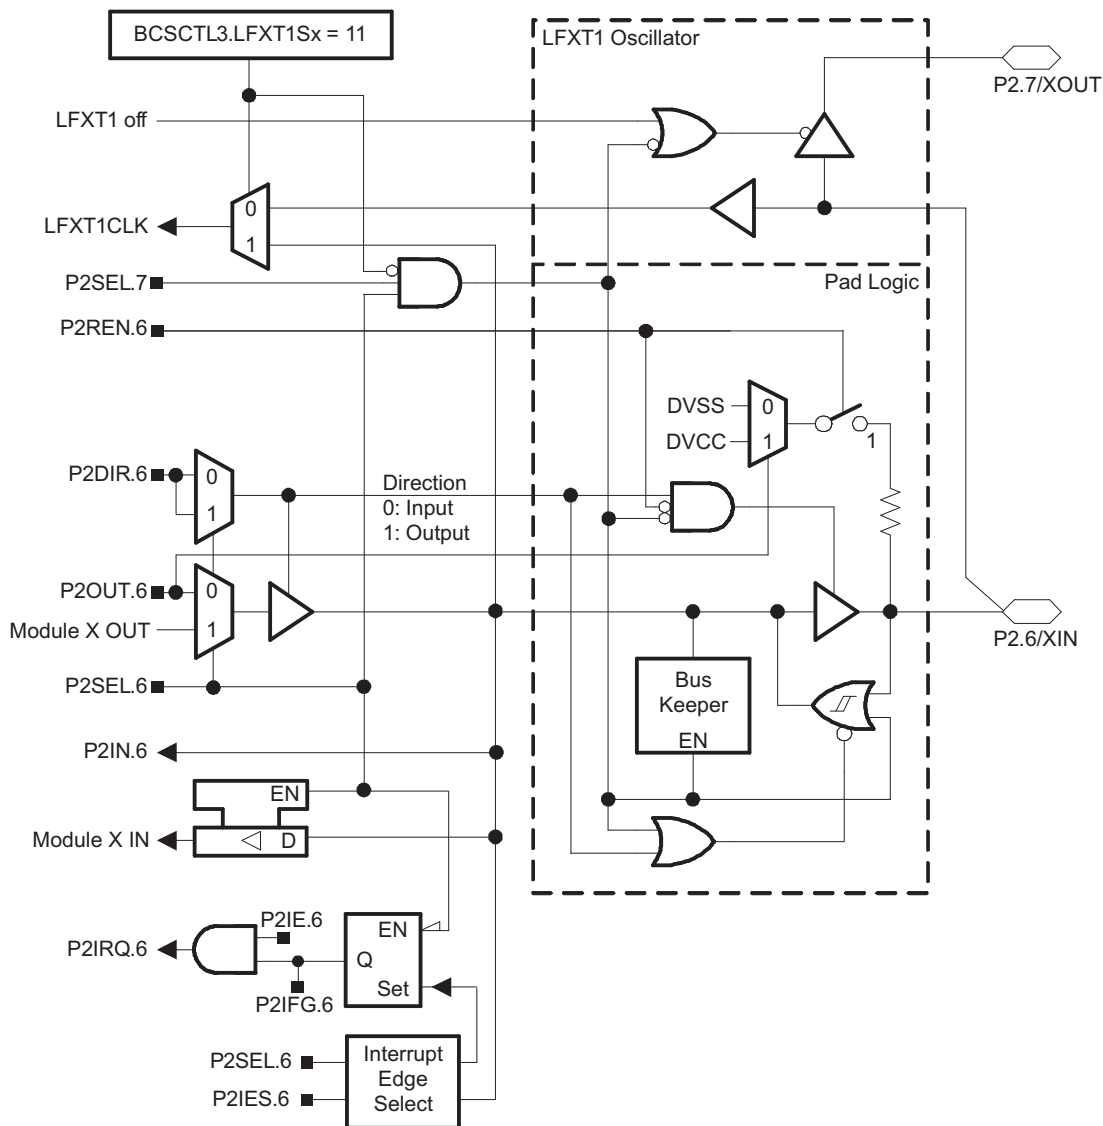 BCSCTL3.LFXT1Sx = 11
LFXT1 Oscillator
P2.7/XOUT
LFXT1 off
0
LFXT1CLK
1
P2SEL.7
Pad Logic
P2REN.6
DVSS
0
DVCC
1
1
P2DIR.6
0
1
Direction
0: Input
1: Output
P2OUT.6
0
Module X OUT
1
P2.6/XIN
P2SEL.6
Bus
Keeper
EN
P2IN.6
EN
Module X IN
D
P2IE.6
EN
P2IRQ.6
Q
Set
P2IFG.6
P2SEL.6
Interrupt
Edge
Select
P2IES.6